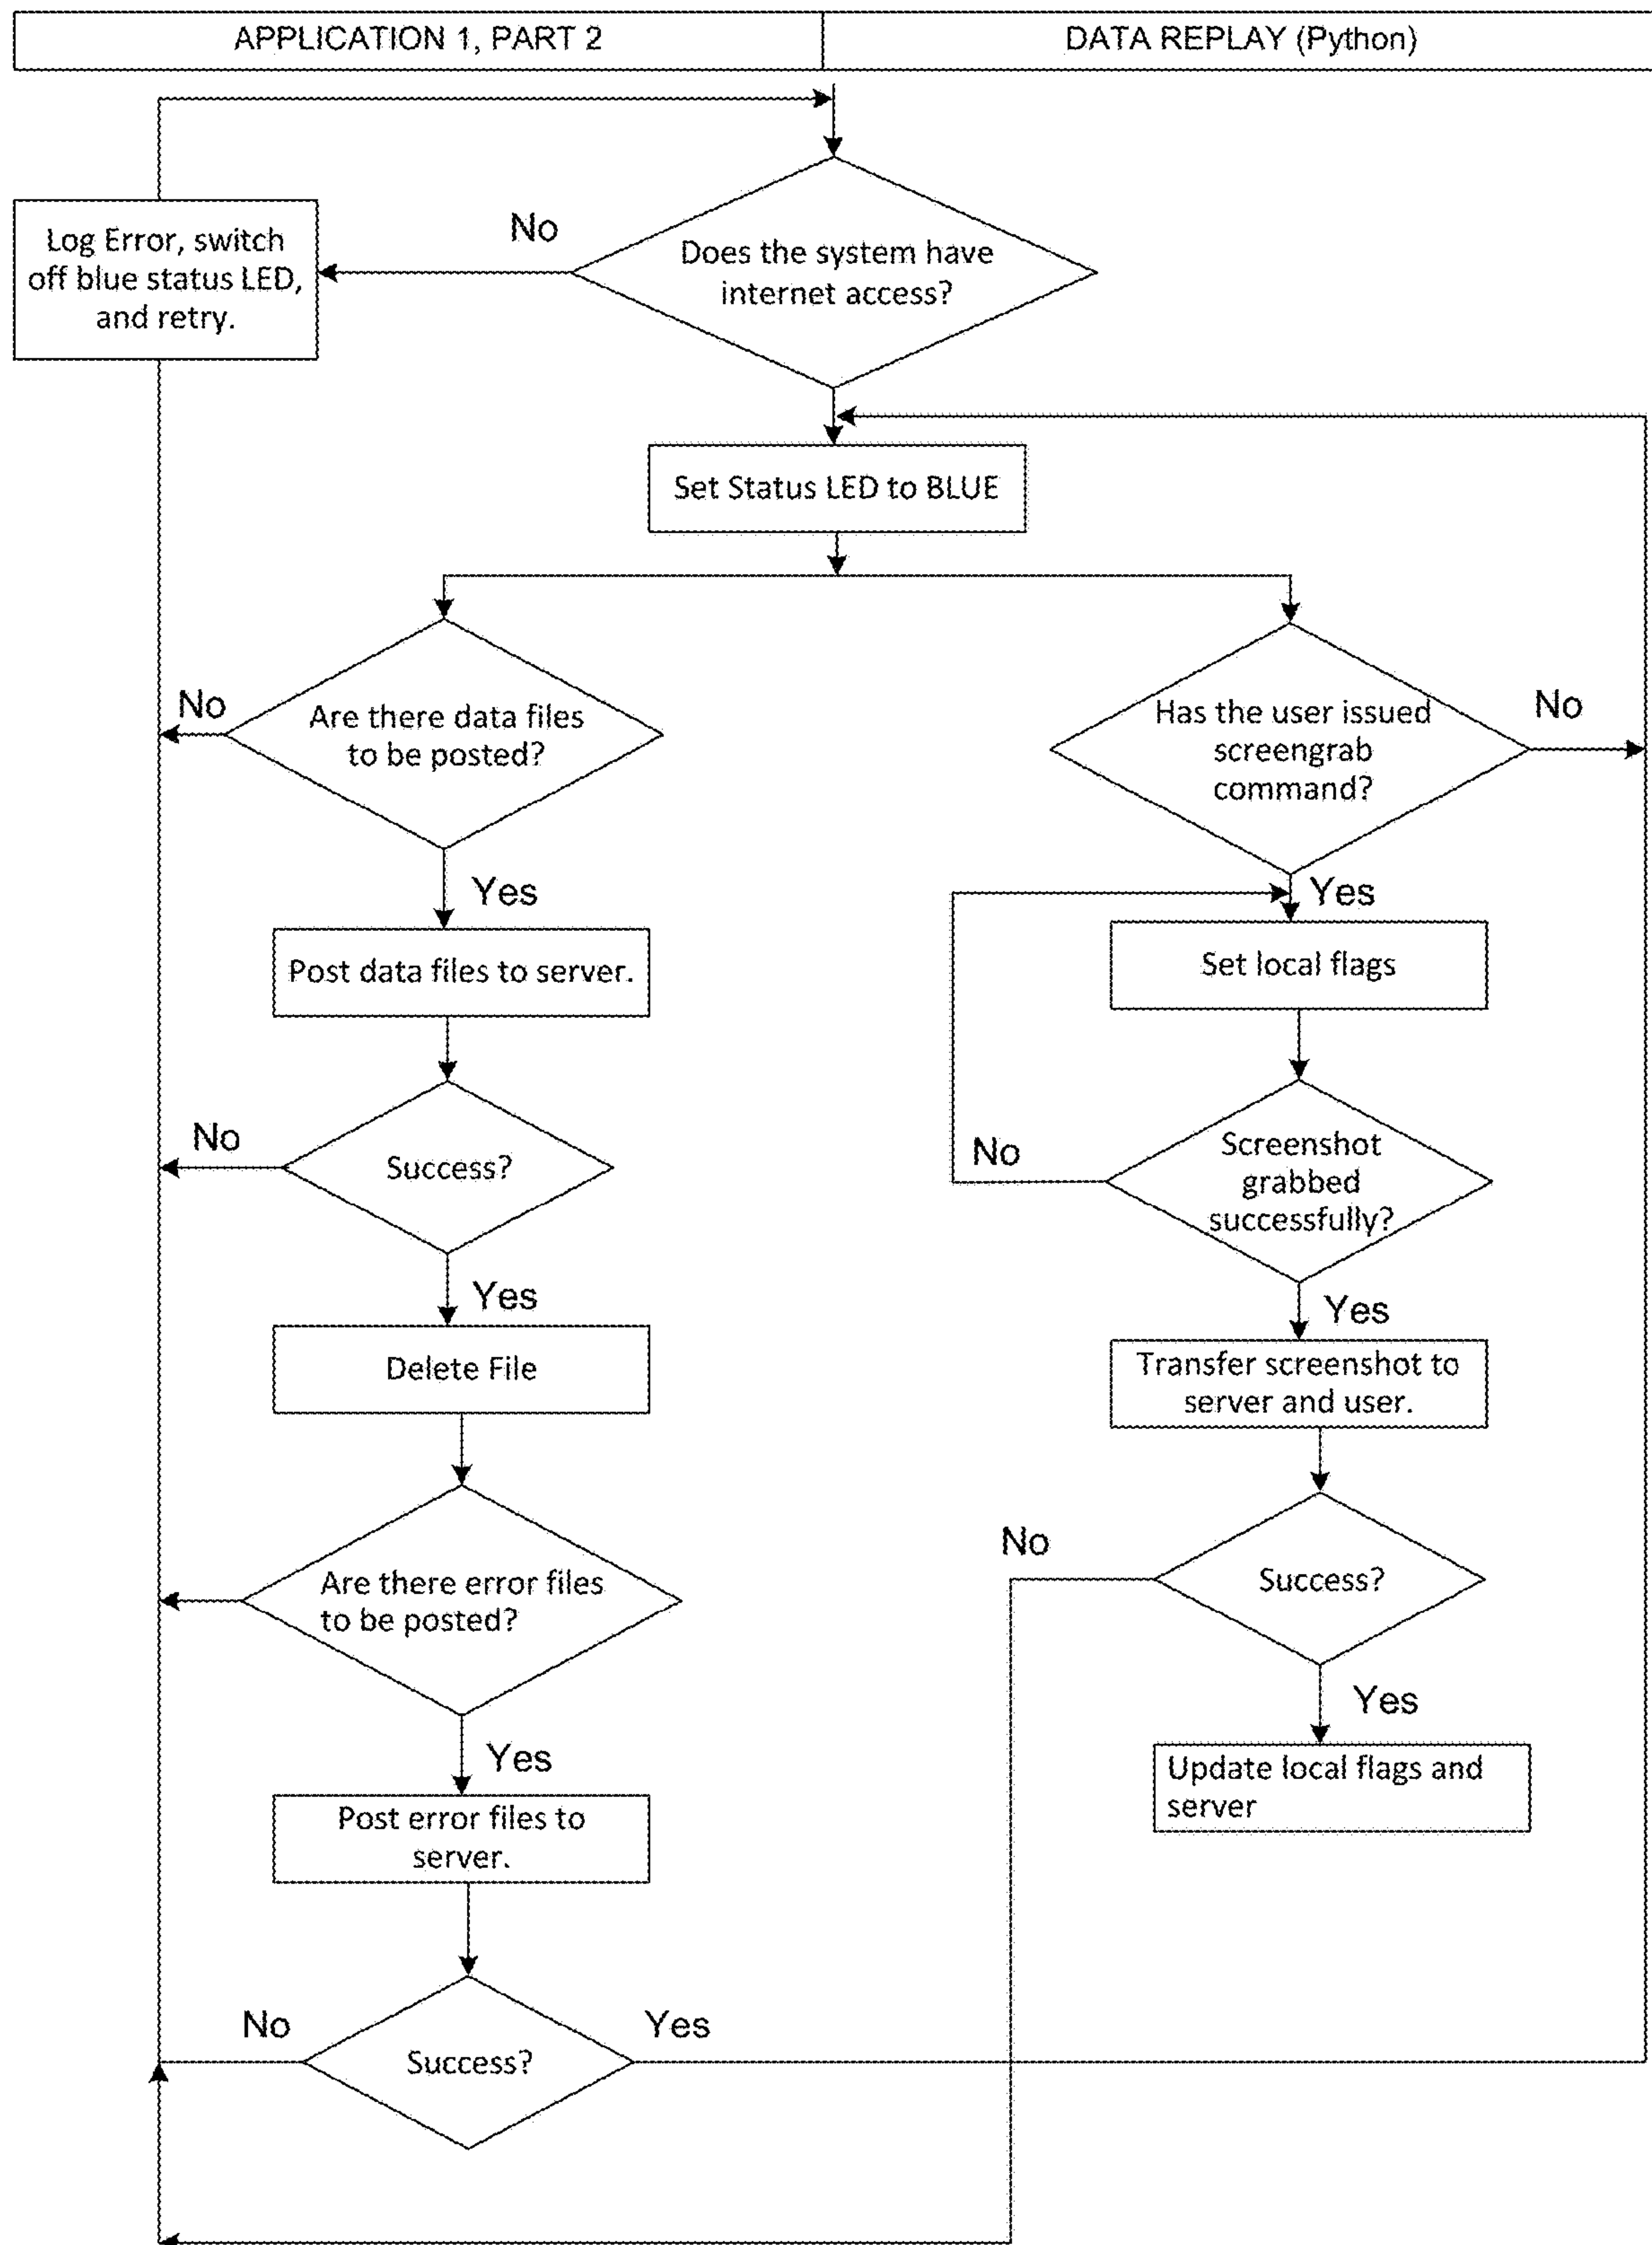 APPLICATION 1, PART 2
DATA REPLAY (Python)
No
Does the system have
internet access?
Log Error, switch
off blue status LED,
and retry.
Set Status LED to BLUE
No
Are there data files
to be posted?
Has the user issued
screengrab
command?
No
Yes
Yes
Post data files to server.
Set local flags
No
Success?
No
Screenshot
grabbed
successfully?
Yes
Yes
Delete File
Transfer screenshot to
server and user.
Are there error files
to be posted?
No
Success?
Yes
Yes
Post error files to
server.
Update local flags and
server
No
Success?
Yes